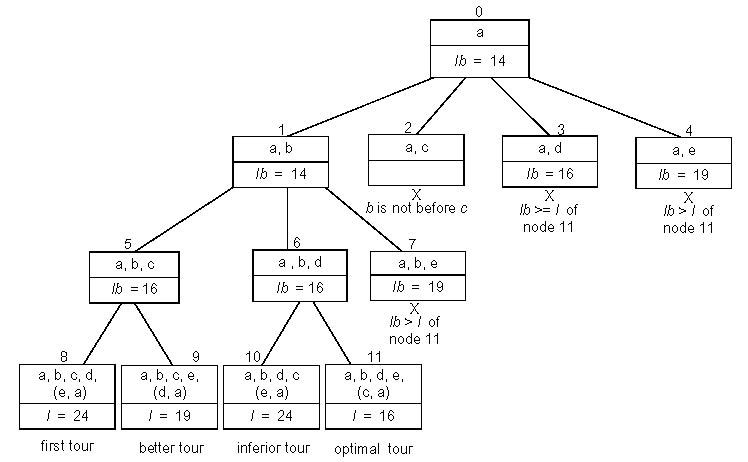 0
a
lb = 14
1
2
3
4
a, b
a, c
a, d
a, e
lb = 14
lb = 16
lb = 19
X
X
X
b is not before c
lb >= l of
node 11
lb > l of
node 11
5
6
7
a, b, c
a , b, d
a, b, e
lb = 16
lb = 16
lb = 19
X
lb > l of
node 11
8
9
10
11
a, b, c, d,
(e, a)
a, b, c, e,
(d, a)
a, b, d, c
(e, a)
a, b, d, e,
(c, a)
l = 24
l = 19
l = 24
l = 16
first tour
better tour
inferior tour
optimal tour